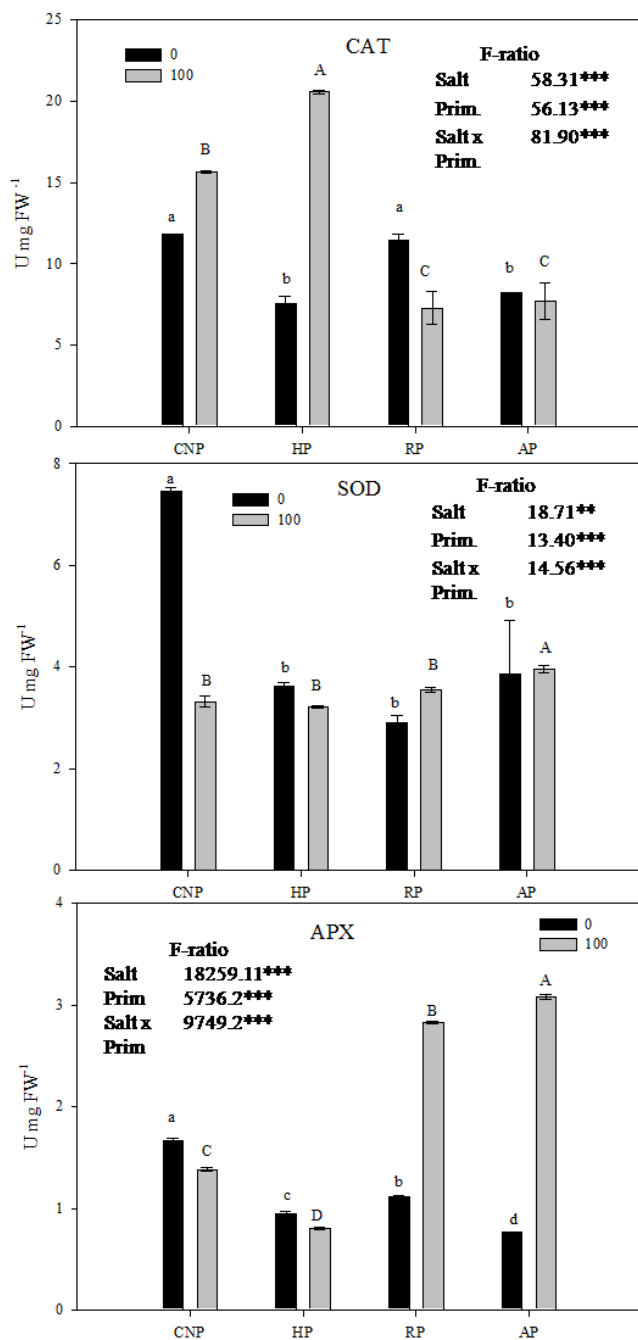 25
CAT
0
100
F-ratio
Salt 58.31***
Prim. 56.13***
Salt x 81.90***
Prim.
20
15
10
5
0
U mg FW-1
a
B
b
A
a
C
b
C
CNP HP RP AP
8
SOD
0
100
F-ratio
Salt 18.71**
Prim. 13.40***
Salt x 14.56***
Prim.
6
4
2
0
U mg FW-1
a
B
b
B
b
B
b
A
CNP HP RP AP
4
APX
0
100
F-ratio
Salt 18259.11***
Prim 5736.2***
Salt x 9749.2***
Prim
3
2
1
0
U mg FW-1
a
C
c
D
b
B
d
A
CNP HP RP AP